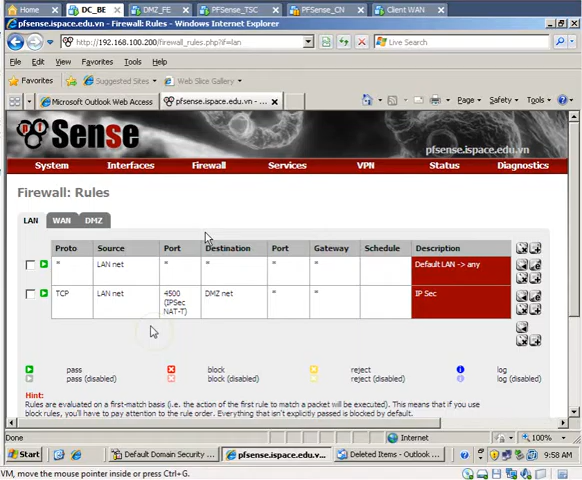 Home DC_BE DMZ_FE PFSense_TSC PFSense_CN Client WAN
pfsense.ispace.edu.vn - Firewall: Rules - Windows Internet Explorer
http://192.168.100.200/firewall_rules.php?if=lan Live Search
File Edit View Favorites Tools Help
Favorites Suggested Sites Web Slice Gallery
Microsoft Outlook Web Access pfsense.ispace.edu.vn - ... Page Safety Tools
Sense
pfsense.ispace.edu.vn
System Interfaces Firewall Services VPN Status Diagnostics
Firewall: Rules
LAN WAN DMZ
Proto Source Port Destination Port Gateway Schedule Description
* LAN net * * * * Default LAN -> any
TCP LAN net 4500 DMZ net * * IP Sec
(IPSec
NAT-T)
pass block reject log
pass (disabled) block (disabled) reject (disabled) log (disabled)
Hint:
Rules are evaluated on a first-match basis (i.e. the action of the first rule to match a packet will be executed). This means that if you use
block rules, you'll have to pay attention to the rule order. Everything that isn't explicitly passed is blocked by default.
Done Internet 100%
Start Default Domain Security ... pfsense.ispace.edu.v... Deleted Items - Outlook ... 9:58 AM
VM, move the mouse pointer inside or press Ctrl+G.